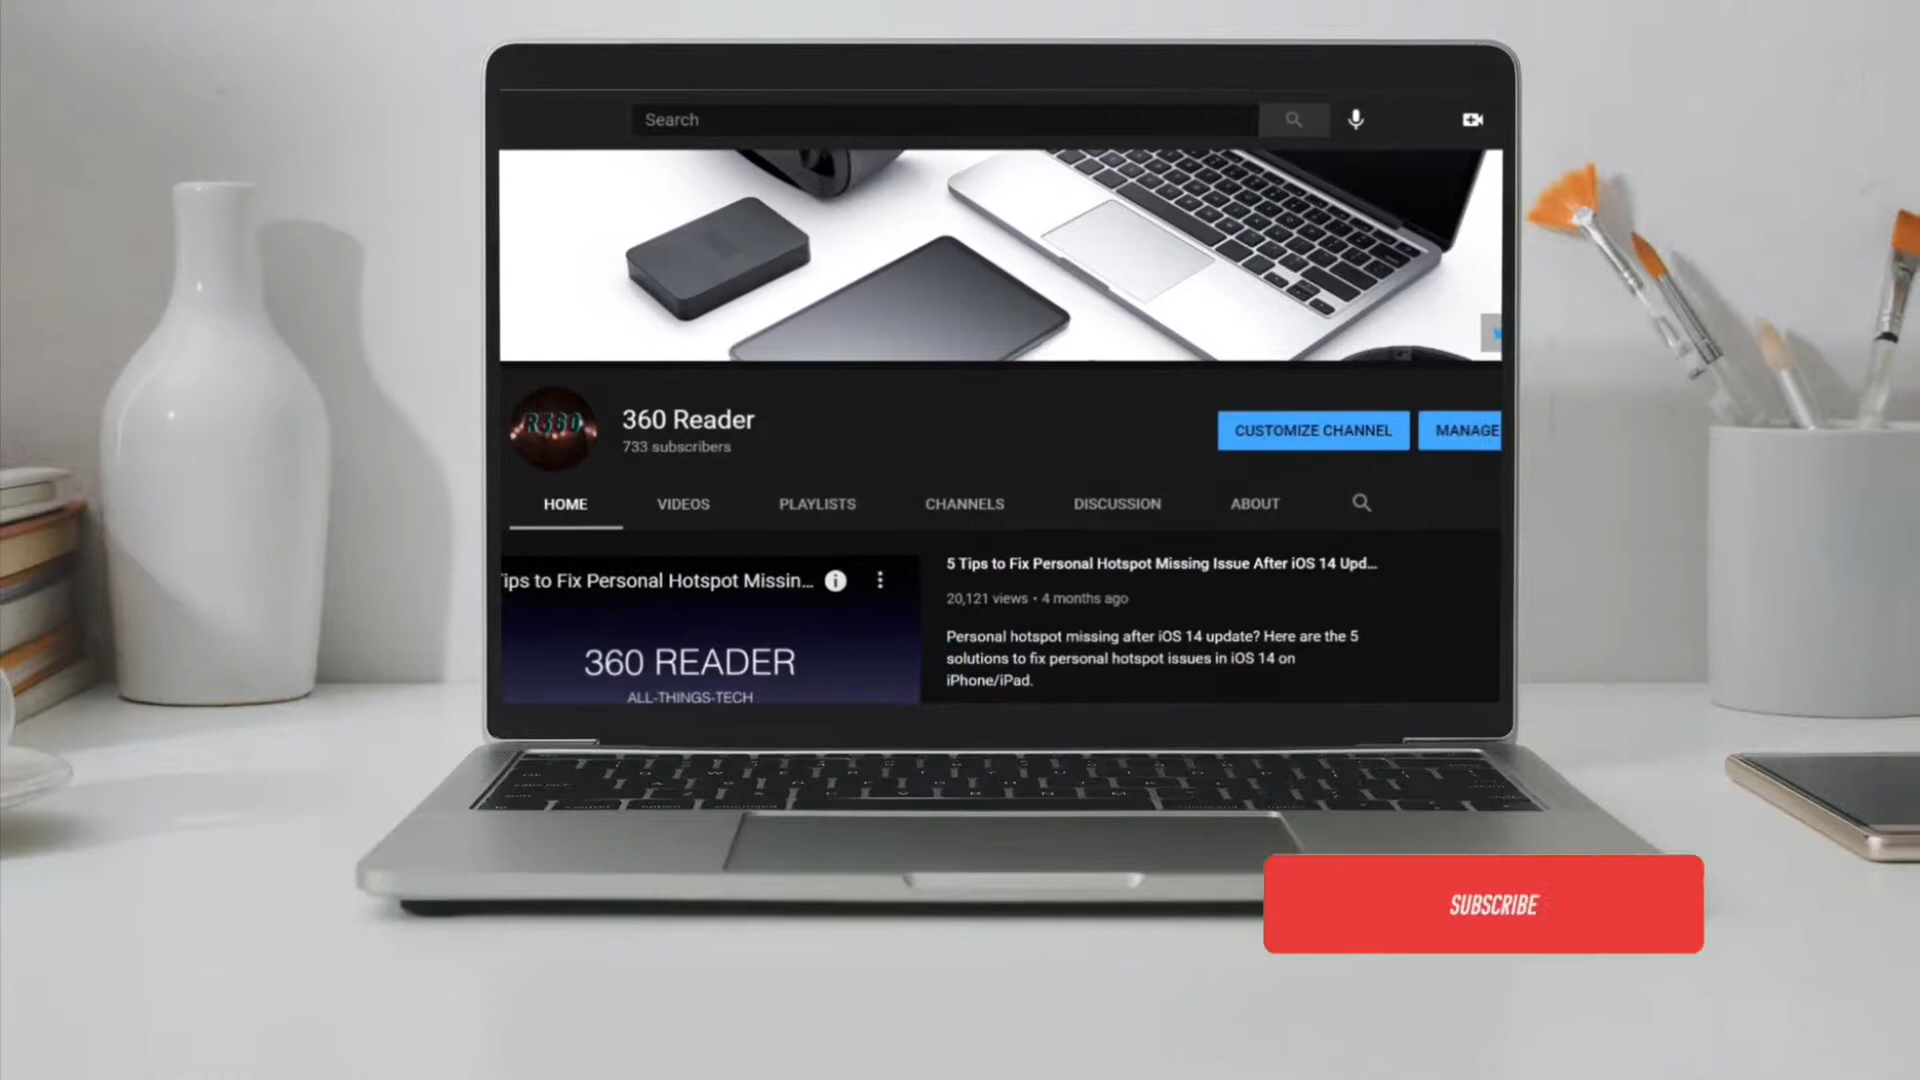 Search
R360
360 Reader
733 subscribers
CUSTOMIZE CHANNEL
MANAGE
HOME
VIDEOS
PLAYLISTS
CHANNELS
DISCUSSION
ABOUT
ips to Fix Personal Hotspot Missin...
360 READER
ALL-THINGS-TECH
5 Tips to Fix Personal Hotspot Missing Issue After iOS 14 Upd...
20,121 views • 4 months ago
Personal hotspot missing after iOS 14 update? Here are the 5
solutions to fix personal hotspot issues in iOS 14 on
iPhone/iPad.
SUBSCRIBE